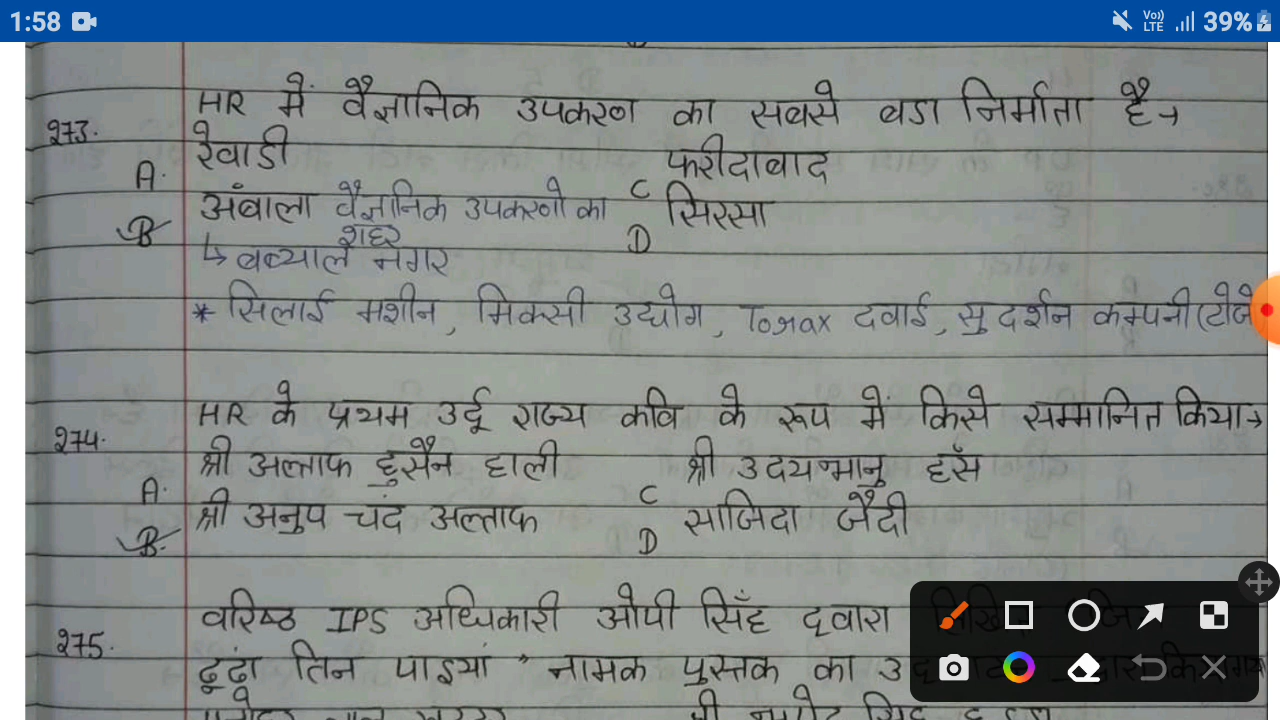 1:58 Vo)) LTE 39%
273. HR में वैज्ञानिक उपकरण का सबसे बडा निर्माता है→
A. रेवाडी C फरीदाबाद
B अंबाला वैज्ञानिक उपकरणो का शहर D सिरसा
↳ बब्याल नगर
* सिलाई मशीन, मिक्सी उद्योग, दवाई, सुदर्शन कम्पनी (टीजे
274. HR के प्रथम उर्दू राज्य कवि के रूप में किसे सम्मानित किया→
A. श्री अल्ताफ हुसैन हाली C श्री उदयभानु हँस
B. श्री अनुप चंद अल्ताफ D साजिदा जैदी
275. वरिष्ठ IPS अधिकारी ओपी सिँह द्वारा
ढूढां तिन पाइयां' नामक पुस्तक का